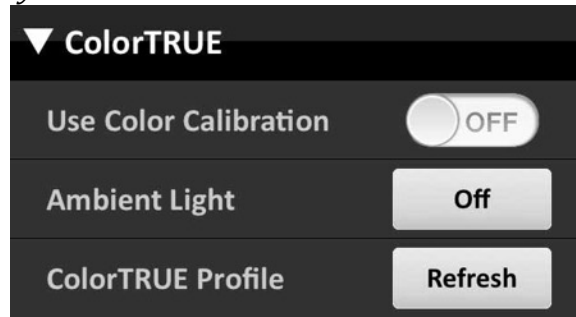 ▼ ColorTRUE
Use Color Calibration OFF
Ambient Light Off
ColorTRUE Profile Refresh